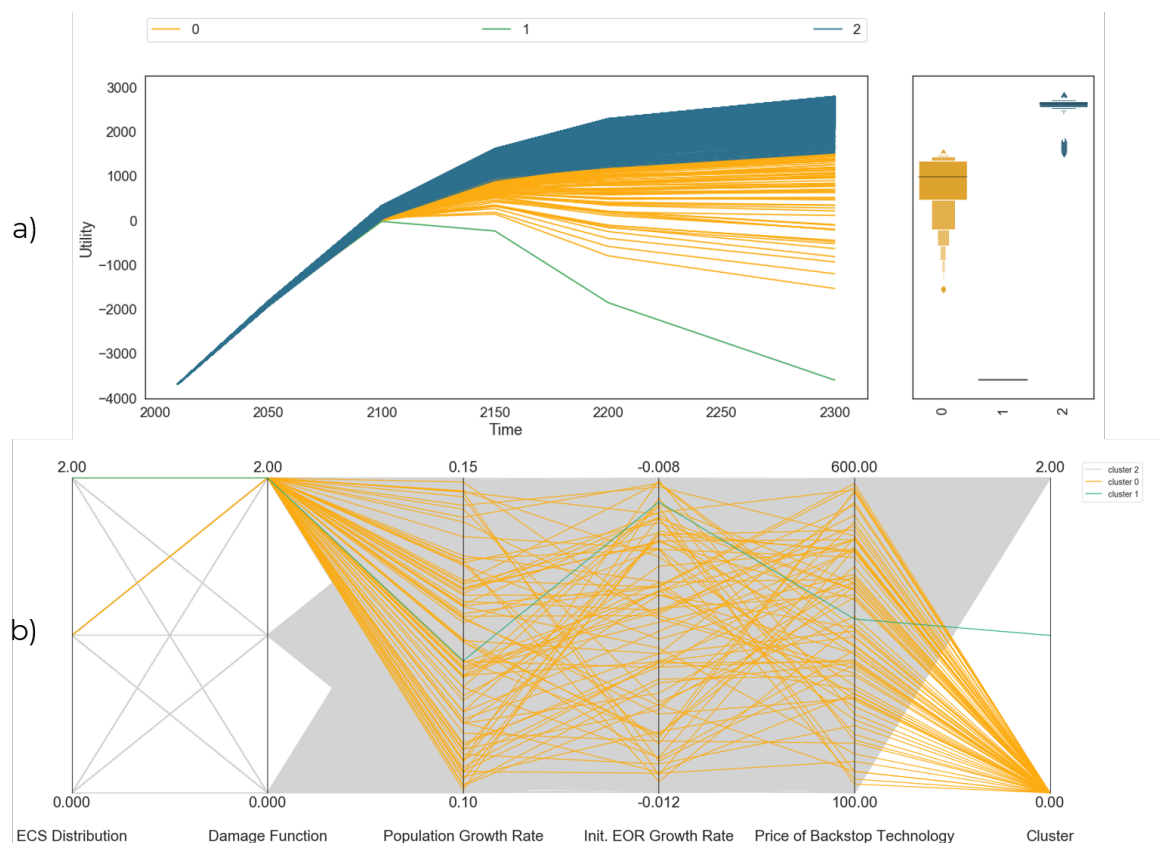 0 1 2
a)
Utility
3000
2000
1000
0
−1000
−2000
−3000
−4000
2000 2050 2100 2150 2200 2250 2300
Time
0 1 2
b)
2.00 2.00 0.15 -0.008 600.00 2.00
cluster 2
cluster 0
cluster 1
0.000 0.000 0.10 -0.012 100.00 0.00
ECS Distribution Damage Function Population Growth Rate Init. EOR Growth Rate Price of Backstop Technology Cluster